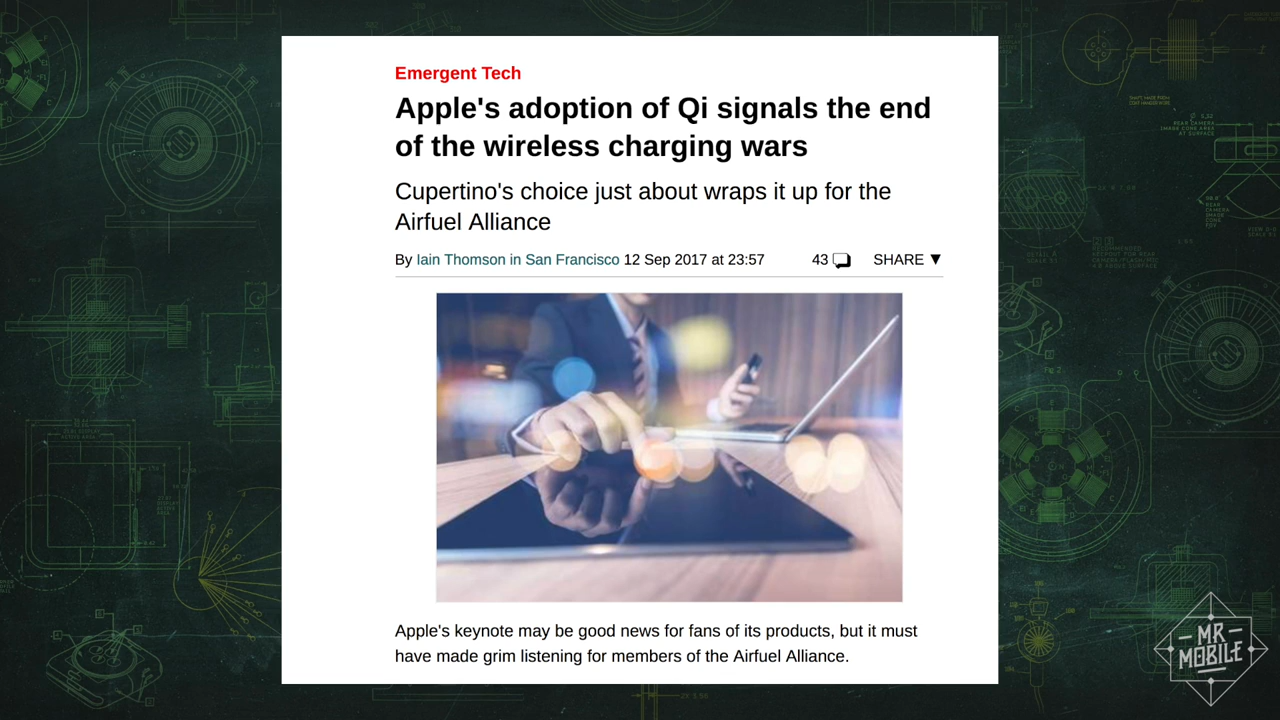 Emergent Tech
Apple's adoption of Qi signals the end
of the wireless charging wars
Cupertino's choice just about wraps it up for the
Airfuel Alliance
By Iain Thomson in San Francisco 12 Sep 2017 at 23:57 43 SHARE ▼
Apple's keynote may be good news for fans of its products, but it must
have made grim listening for members of the Airfuel Alliance.
MR
MOBILE